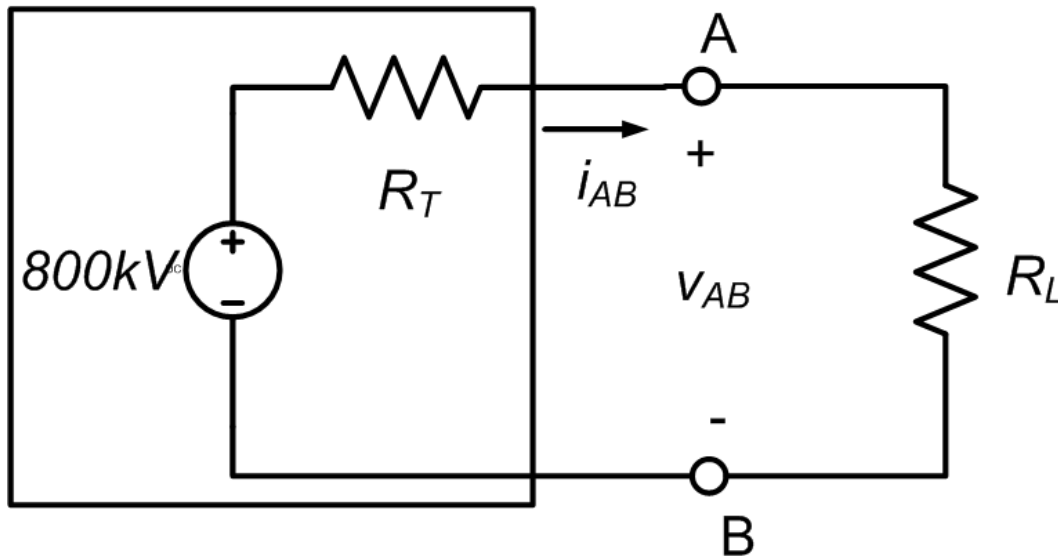 A
+
R_T
i_AB
800kV
+
-
v_AB
R_L
-
B